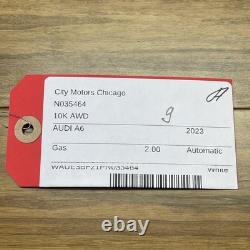 City Motors Chicago
N035464
10K AWD
9
AUDI A6 2023
Gas 2.00 Automatic
White